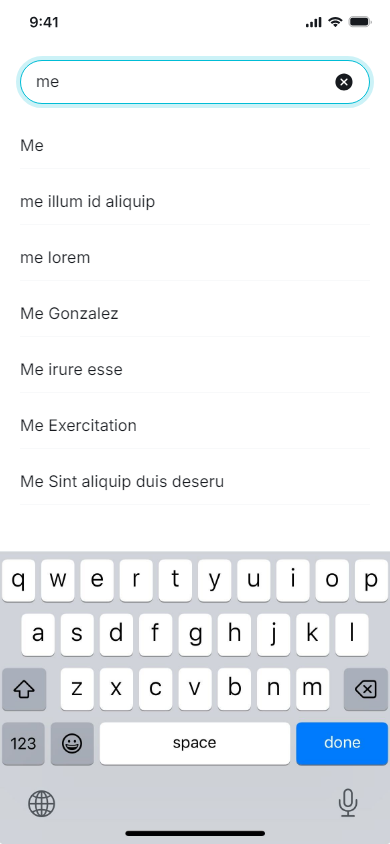 9:41
me
Me
me illum id aliquip
me lorem
Me Gonzalez
Me irure esse
Me Exercitation
Me Sint aliquip duis deseru
q w e r t y u i o p
a s d f g h j k l
z x c v b n m
123 space done